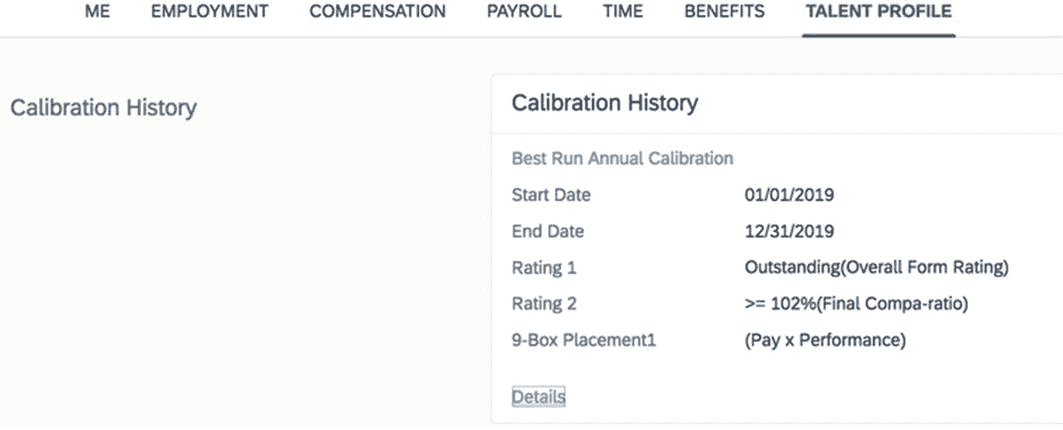 ME EMPLOYMENT COMPENSATION PAYROLL TIME BENEFITS TALENT PROFILE
Calibration History
Calibration History
Best Run Annual Calibration
Start Date 01/01/2019
End Date 12/31/2019
Rating 1 Outstanding(Overall Form Rating)
Rating 2 >= 102%(Final Compa-ratio)
9-Box Placement1 (Pay x Performance)
Details